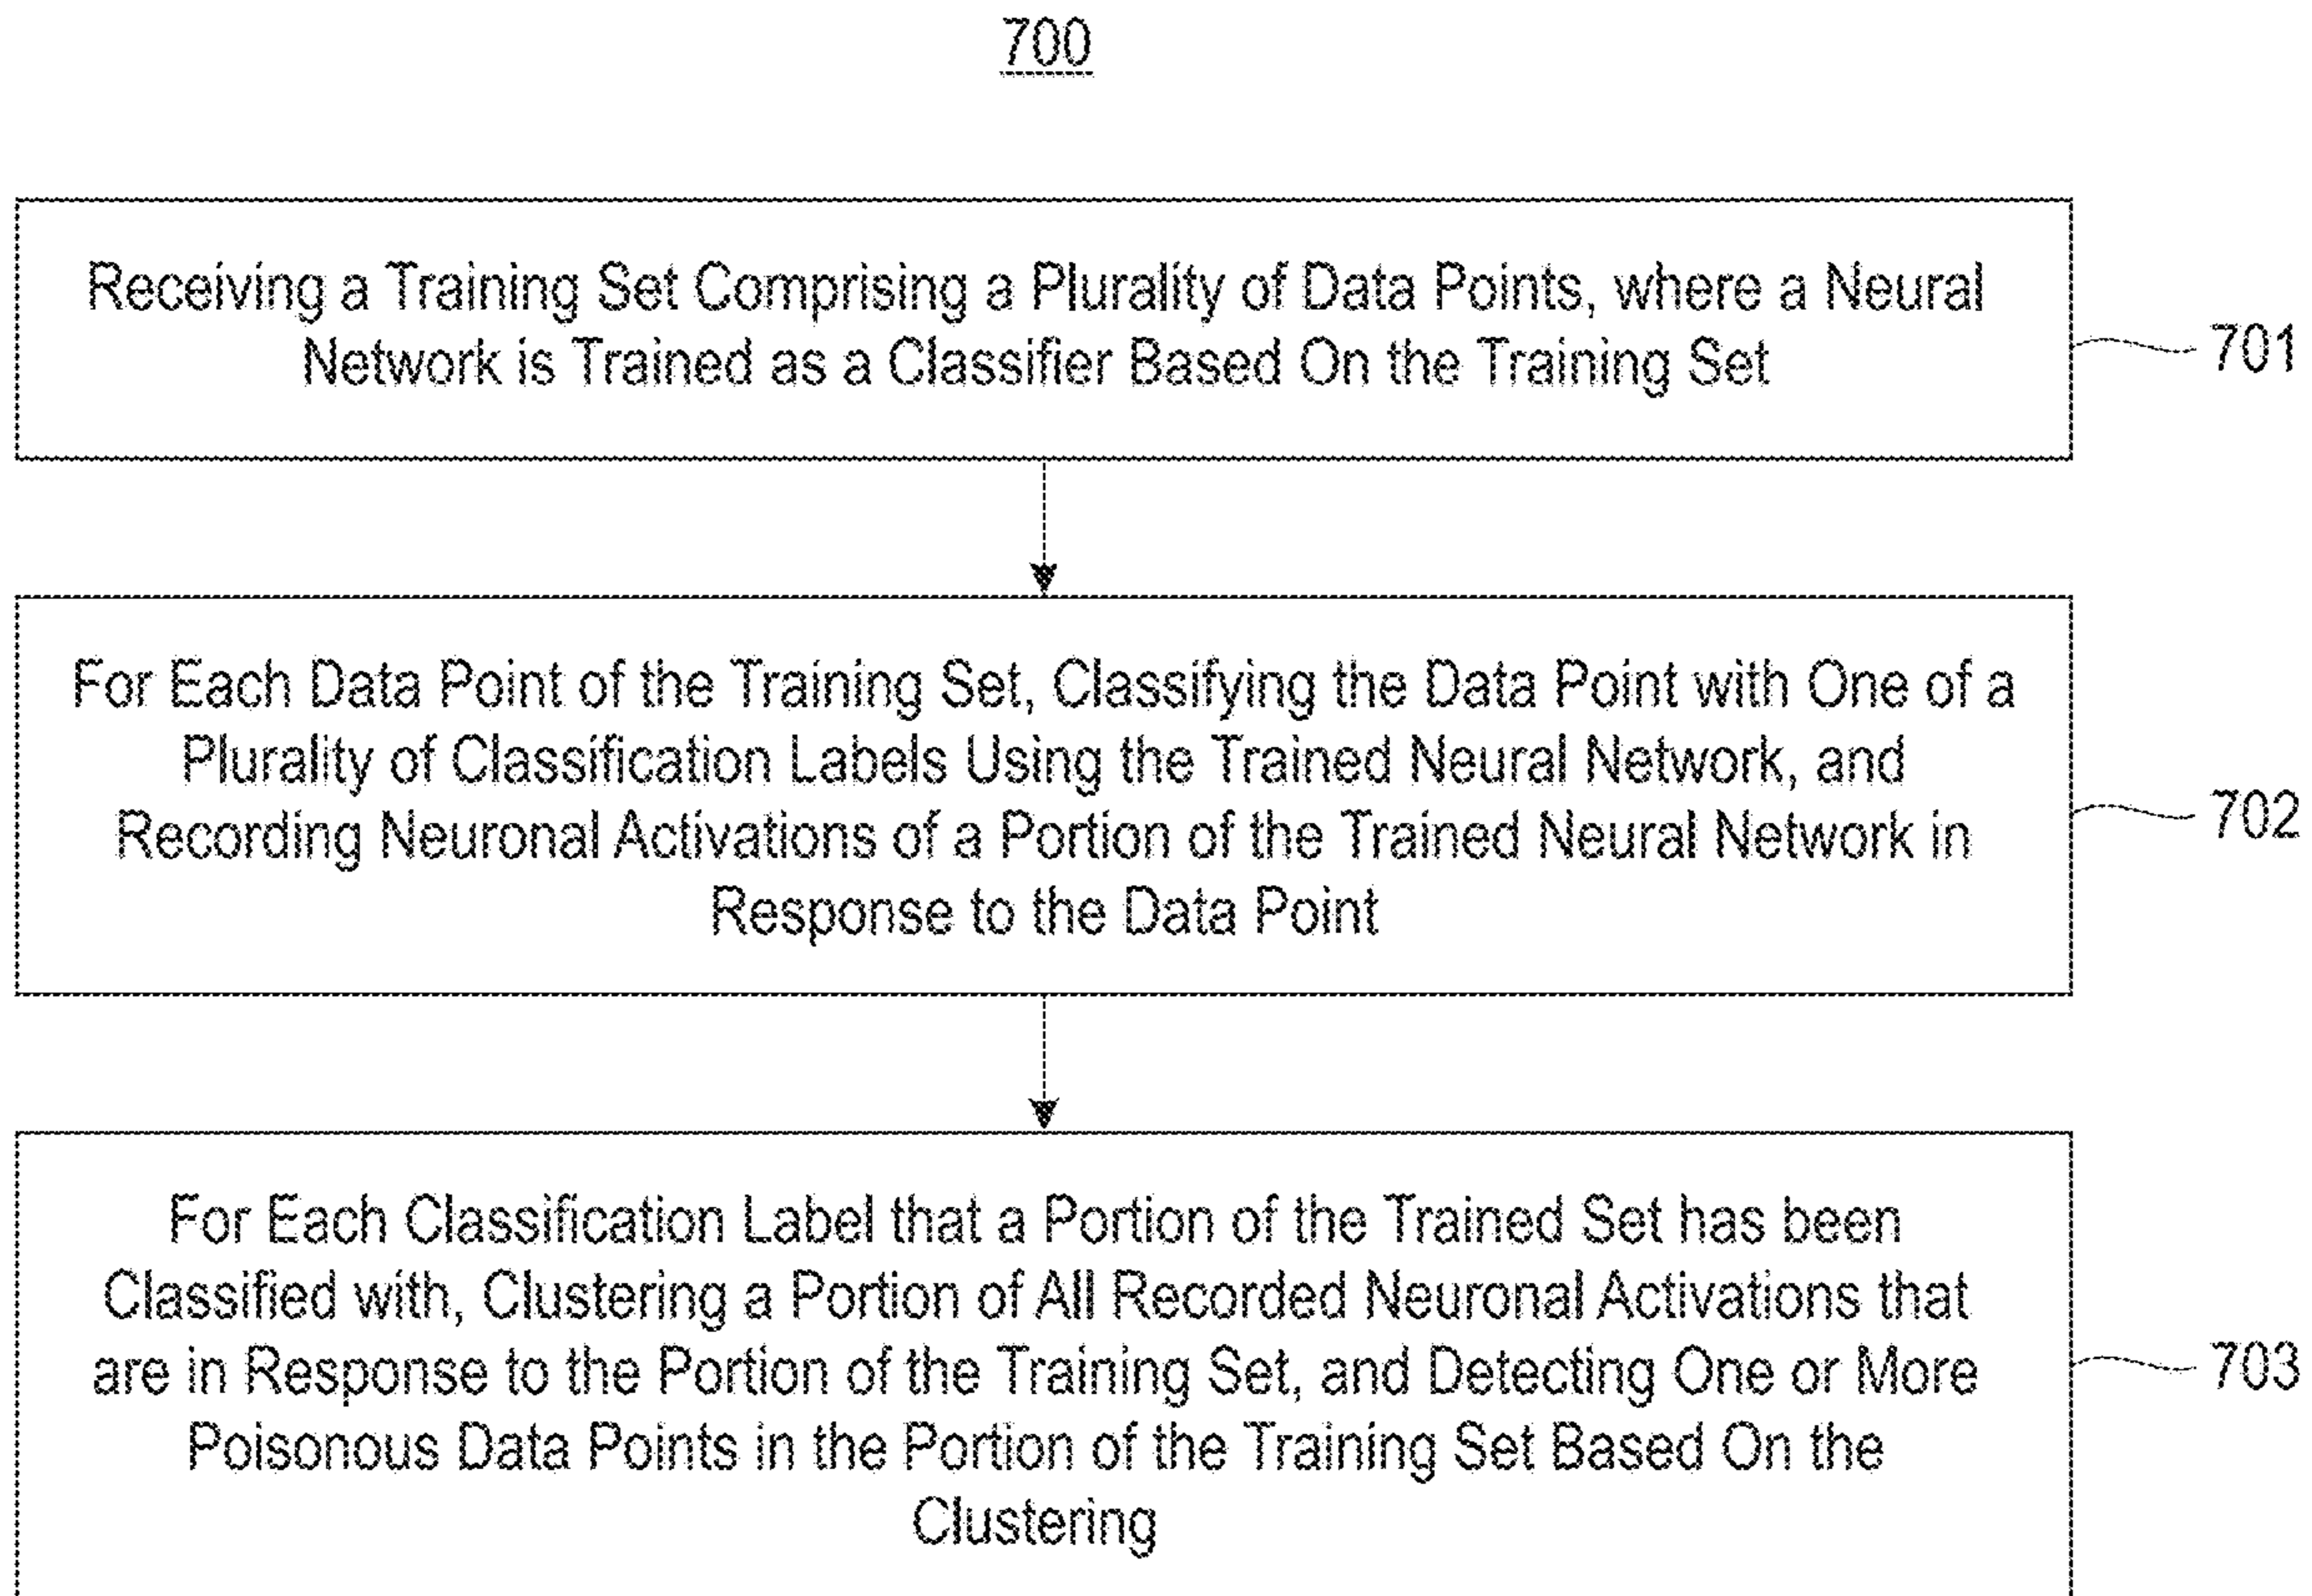 700
Receiving a Training Set Comprising a Plurality of Data Points, where a Neural
Network is Trained as a Classifier Based On the Training Set
701
For Each Data Point of the Training Set, Classifying the Data Point with One of a
Plurality of Classification Labels Using the Trained Neural Network, and
Recording Neuronal Activations of a Portion of the Trained Neural Network in
Response to the Data Point
702
For Each Classification Label that a Portion of the Trained Set has been
Classified with, Clustering a Portion of All Recorded Neuronal Activations that
are in Response to the Portion of the Training Set, and Detecting One or More
Poisonous Data Points in the Portion of the Training Set Based On the
Clustering
703